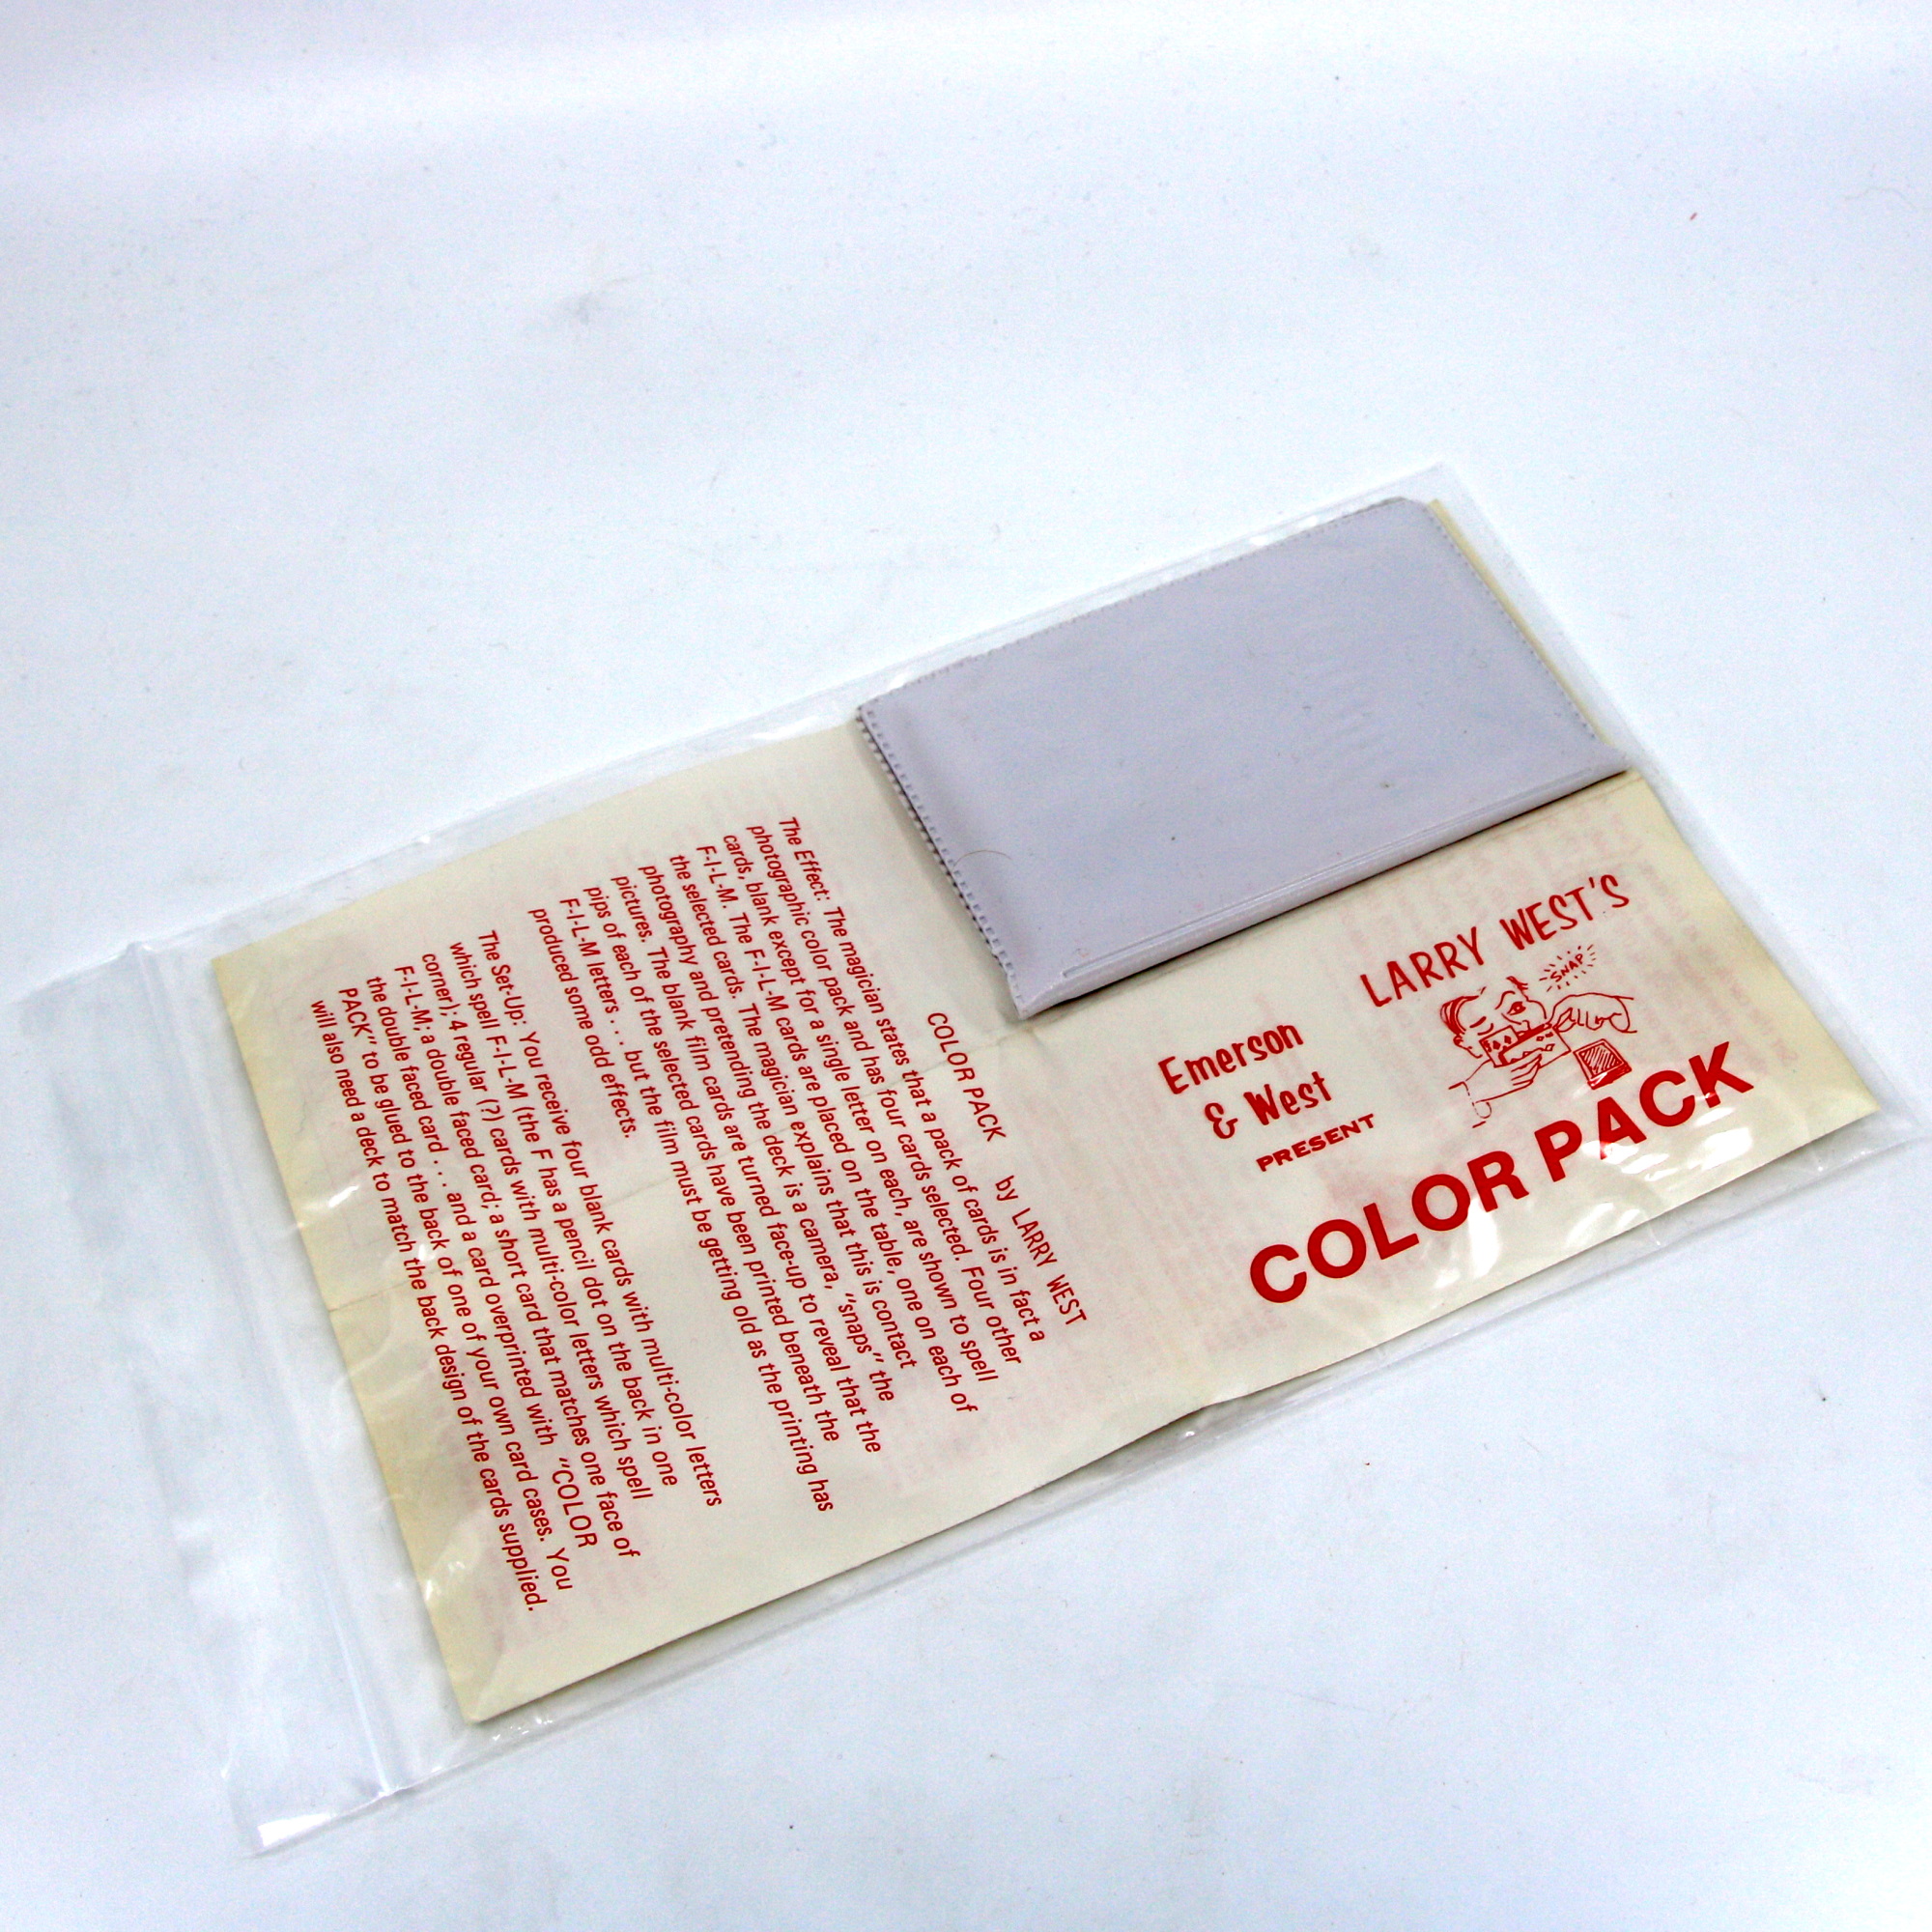 Emerson
& West
PRESENT
LARRY WEST'S
SNAP
COLOR PACK
COLOR PACK by LARRY WEST
The Effect: The magician states that a pack of cards is in fact a
photographic color pack and has four cards selected. Four other
cards, blank except for a single letter on each, are shown to spell
F-I-L-M. The F-I-L-M cards are placed on the table, one on each of
the selected cards. The magician explains that this is contact
photography and pretending the deck is a camera, "snaps" the
pictures. The blank film cards are turned face-up to reveal that the
pips of each of the selected cards have been printed beneath the
F-I-L-M letters . . . but the film must be getting old as the printing has
produced some odd effects.
The Set-Up: You receive four blank cards with multi-color letters
which spell F-I-L-M (the F has a pencil dot on the back in one
corner); 4 regular (?) cards with multi-color letters which spell
F-I-L-M; a double faced card; a short card that matches one face of
the double faced card . . . and a card overprinted with "COLOR
PACK" to be glued to the back of one of your own card cases. You
will also need a deck to match the back design of the cards supplied.